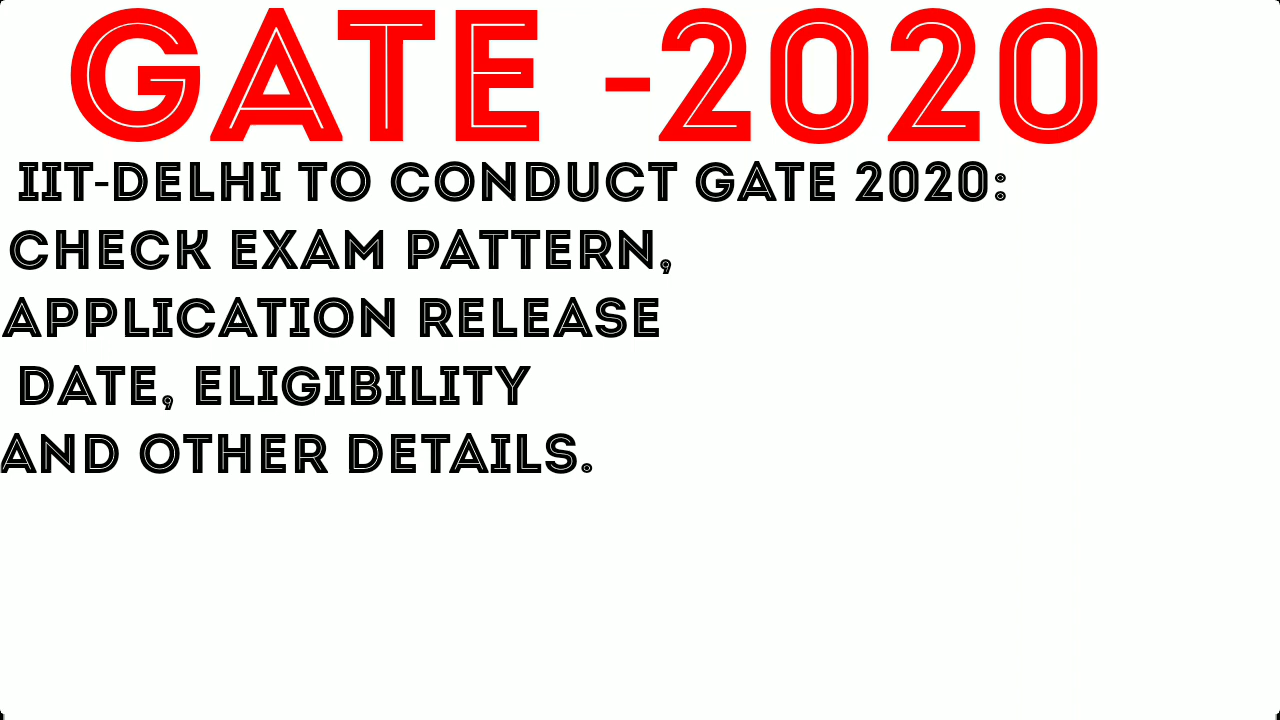 GATE -2020
IIT-DELHI TO CONDUCT GATE 2020:
CHECK EXAM PATTERN,
APPLICATION RELEASE
DATE, ELIGIBILITY
AND OTHER DETAILS.